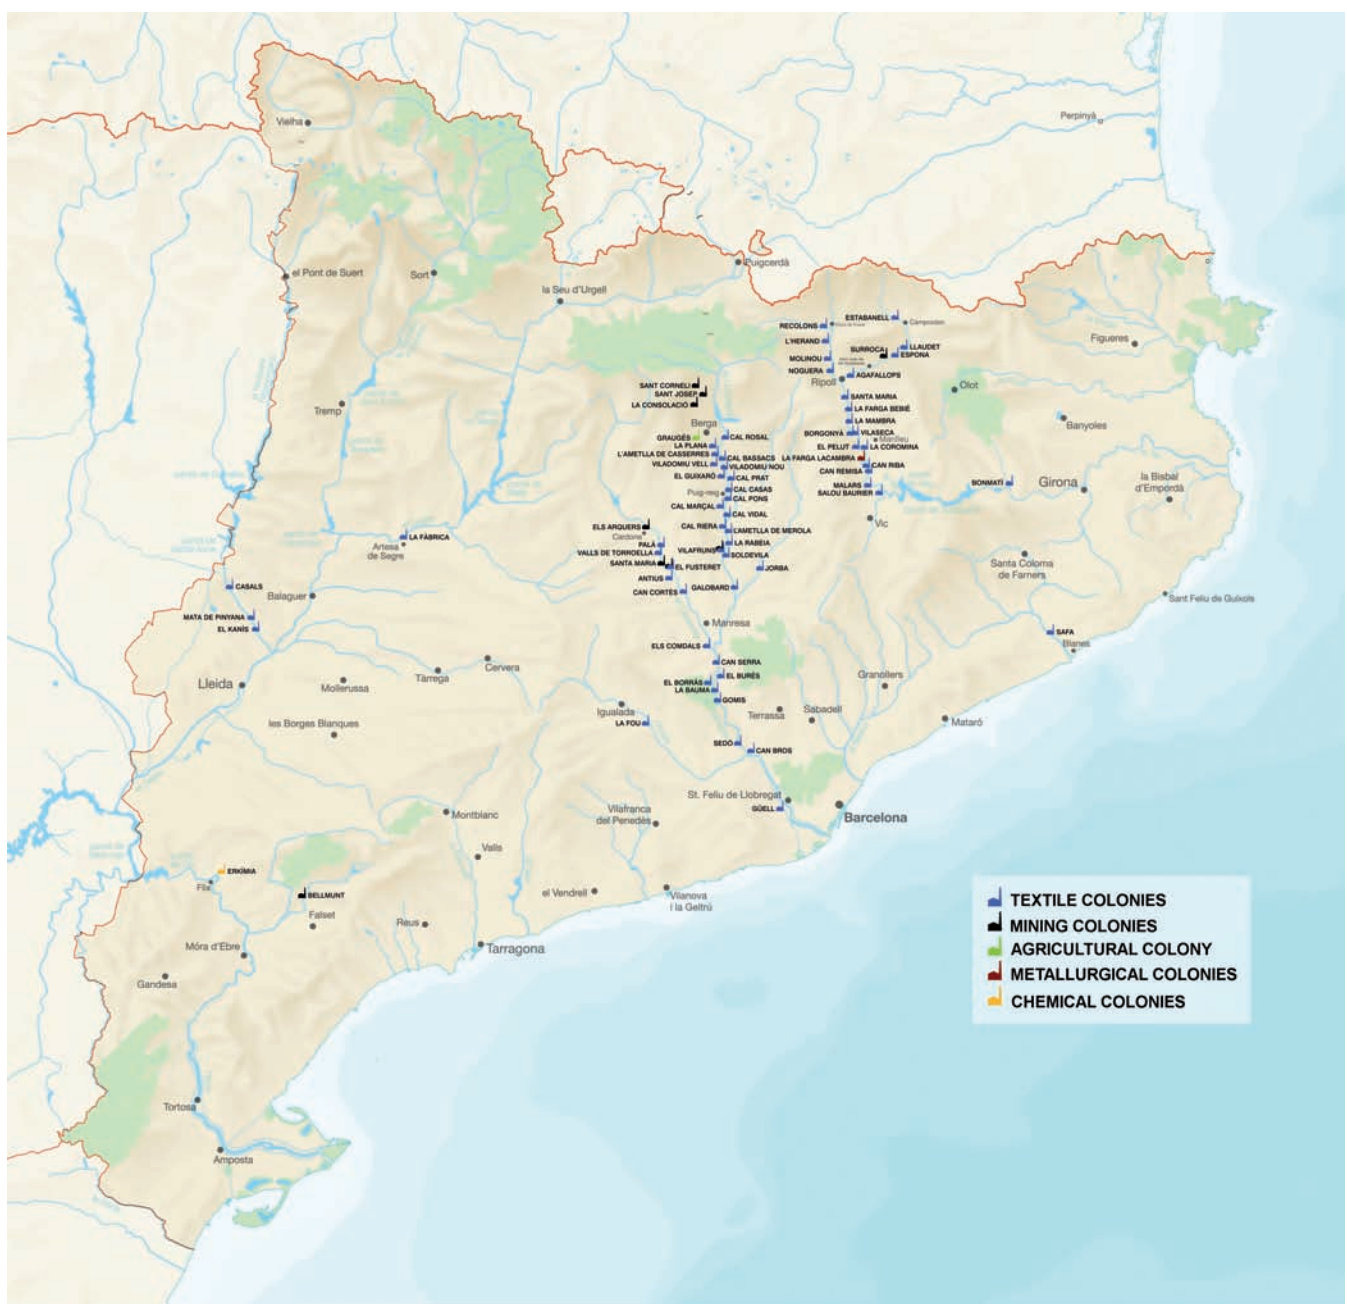 Perpinyà
Vielha
el Pont de Suert
Sort
la Seu d'Urgell
Puigcerdà
ESTABANELL
Camprodon
RECOLONS
L'HERAND
Figueres
SURROCA
LLAUDET
ESPONA
MOLINOU
NOGUERA
AGAFALLOPS
Ripoll
Olot
SANT CORNELI
SANT JOSEP
LA CONSOLACIÓ
SANTA MARIA
LA FARGA BEBIÉ
Tremp
LA MAMBRA
Banyoles
Berga
BORGONYÀ
VILASECA
GRAUGÉS
CAL ROSAL
Manlleu
LA PLANA
EL PELUT
LA COROMINA
L'AMETLLA DE CASSERRES
CAL BASSACS
LA FARGA LACAMBRA
VILADOMIU VELL
VILADOMIU NOU
CAN RIBA
CAN REMISA
EL GUIXARÓ
CAL PRAT
MALARS
BONMATÍ
Girona
la Bisbal
d'Empordà
Puig-reig
CAL CASAS
CAL PONS
SALOU BAURIER
CAL MARÇAL
CAL VIDAL
Vic
ELS ARQUERS
Cardona
CAL RIERA
L'AMETLLA DE MEROLA
LA FÀBRICA
Artesa
de Segre
PALÀ
LA RABEIA
VALLS DE TORROELLA
VILAFRUNS
SOLDEVILA
SANTA MARIA
EL FUSTERET
JORBA
Santa Coloma
de Farners
ANTIUS
CASALS
GALOBARD
CAN CORTÈS
Balaguer
Sant Feliu de Guíxols
MATA DE PINYANA
EL KANÍS
Manresa
SAFA
Blanes
ELS COMDALS
CAN SERRA
Cervera
Tàrrega
EL BURÉS
EL BORRÀS
LA BAUMA
Granollers
Lleida
Mollerussa
GOMIS
Igualada
LA FOU
Terrassa
Sabadell
Mataró
les Borges Blanques
SEDÓ
CAN BROS
St. Feliu de Llobregat
GÜELL
Barcelona
Montblanc
Vilafranca
del Penedès
Valls
ERKÍMIA
Flix
BELLMUNT
el Vendrell
Vilanova
i la Geltrú
Falset
Reus
Móra d'Ebre
Tarragona
Gandesa
Tortosa
Amposta
TEXTILE COLONIES
MINING COLONIES
AGRICULTURAL COLONY
METALLURGICAL COLONIES
CHEMICAL COLONIES